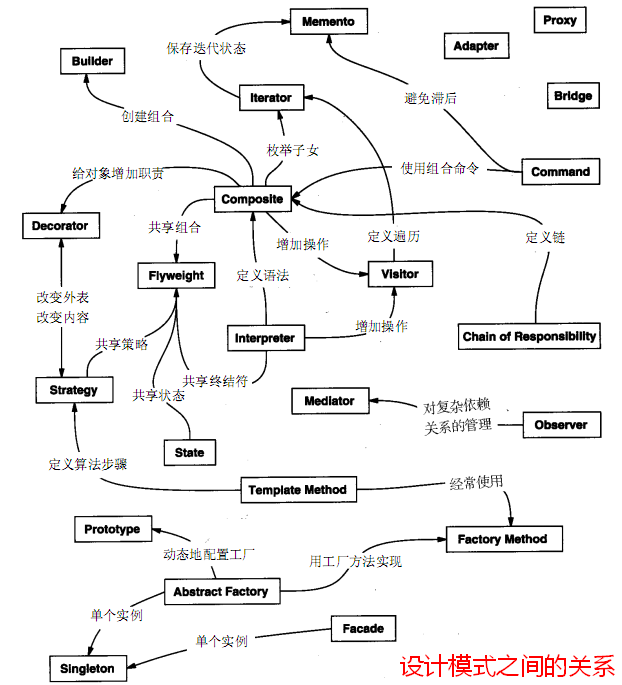 Memento
Proxy
Adapter
保存迭代状态
Builder
Iterator
Bridge
避免滞后
创建组合
枚举子女
给对象增加职责
使用组合命令
Command
Composite
Decorator
共享组合
增加操作
定义遍历
定义链
Flyweight
定义语法
Visitor
改变外表
改变内容
增加操作
Interpreter
Chain of Responsibility
共享策略
共享终结符
Strategy
共享状态
Mediator
对复杂依赖
关系的管理
Observer
State
定义算法步骤
Template Method
经常使用
Prototype
Factory Method
动态地配置工厂
用工厂方法实现
Abstract Factory
单个实例
Facade
单个实例
Singleton
设计模式之间的关系